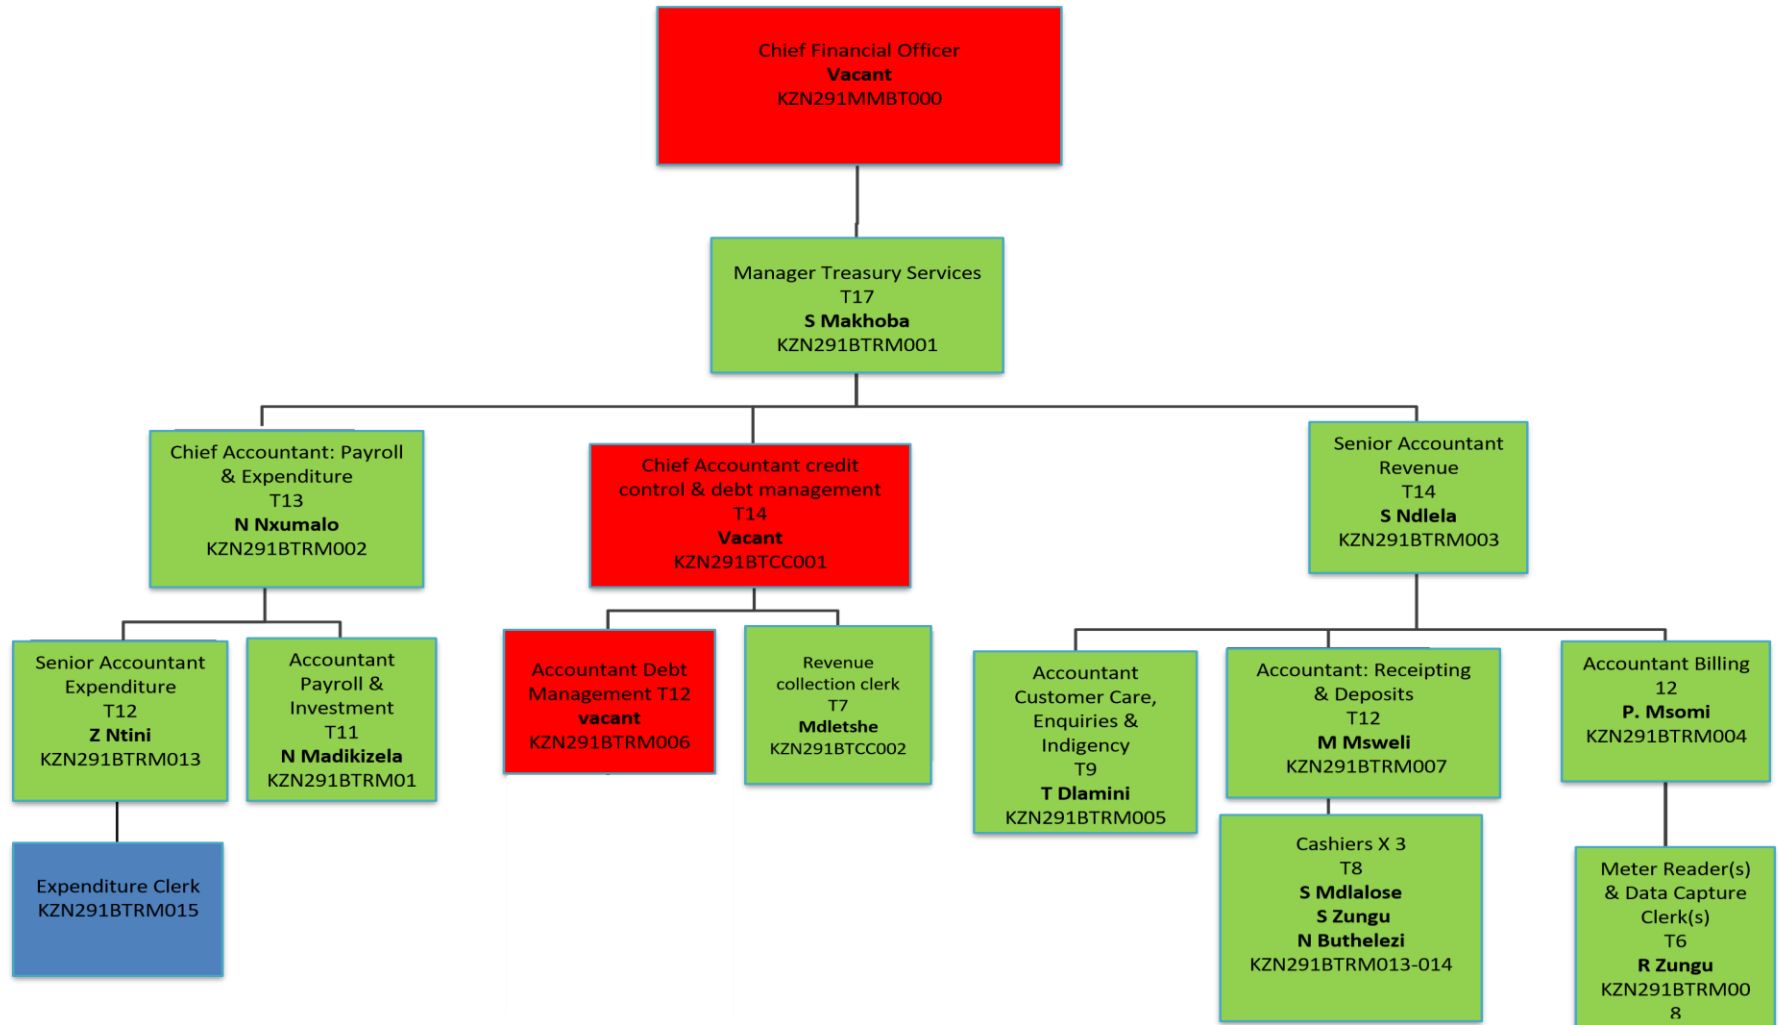 Chief Financial Officer
Vacant
KZN291MMBT000
Manager Treasury Services
T17
S Makhoba
KZN291BTRM001
Chief Accountant: Payroll
& Expenditure
T13
N Nxumalo
KZN291BTRM002
Chief Accountant credit
control & debt management
T14
Vacant
KZN291BTCC001
Senior Accountant
Revenue
T14
S Ndlela
KZN291BTRM003
Senior Accountant
Expenditure
T12
Z Ntini
KZN291BTRM013
Accountant
Payroll &
Investment
T11
N Madikizela
KZN291BTRM01
Accountant Debt
Management T12
vacant
KZN291BTRM006
Revenue
collection clerk
T7
Mdletshe
KZN291BTCC002
Accountant
Customer Care,
Enquiries &
Indigency
T9
T Dlamini
KZN291BTRM005
Accountant: Receipting
& Deposits
T12
M Msweli
KZN291BTRM007
Accountant Billing
12
P. Msomi
KZN291BTRM004
Expenditure Clerk
KZN291BTRM015
Cashiers X 3
T8
S Mdlalose
S Zungu
N Buthelezi
KZN291BTRM013-014
Meter Reader(s)
& Data Capture
Clerk(s)
T6
R Zungu
KZN291BTRM00
8